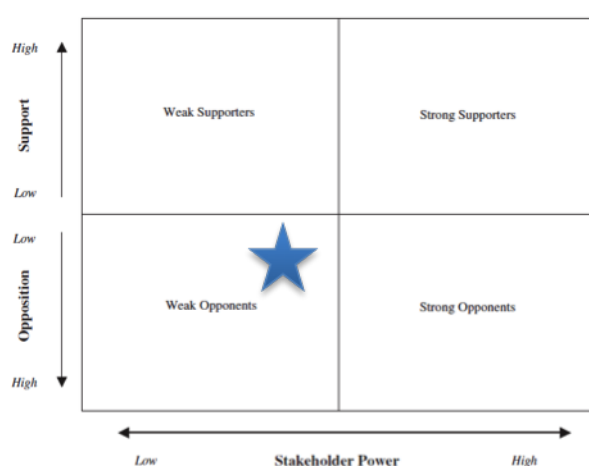 High
Support
Low
Weak Supporters
Strong Supporters
Low
Opposition
High
Weak Opponents
Strong Opponents
Low
Stakeholder Power
High